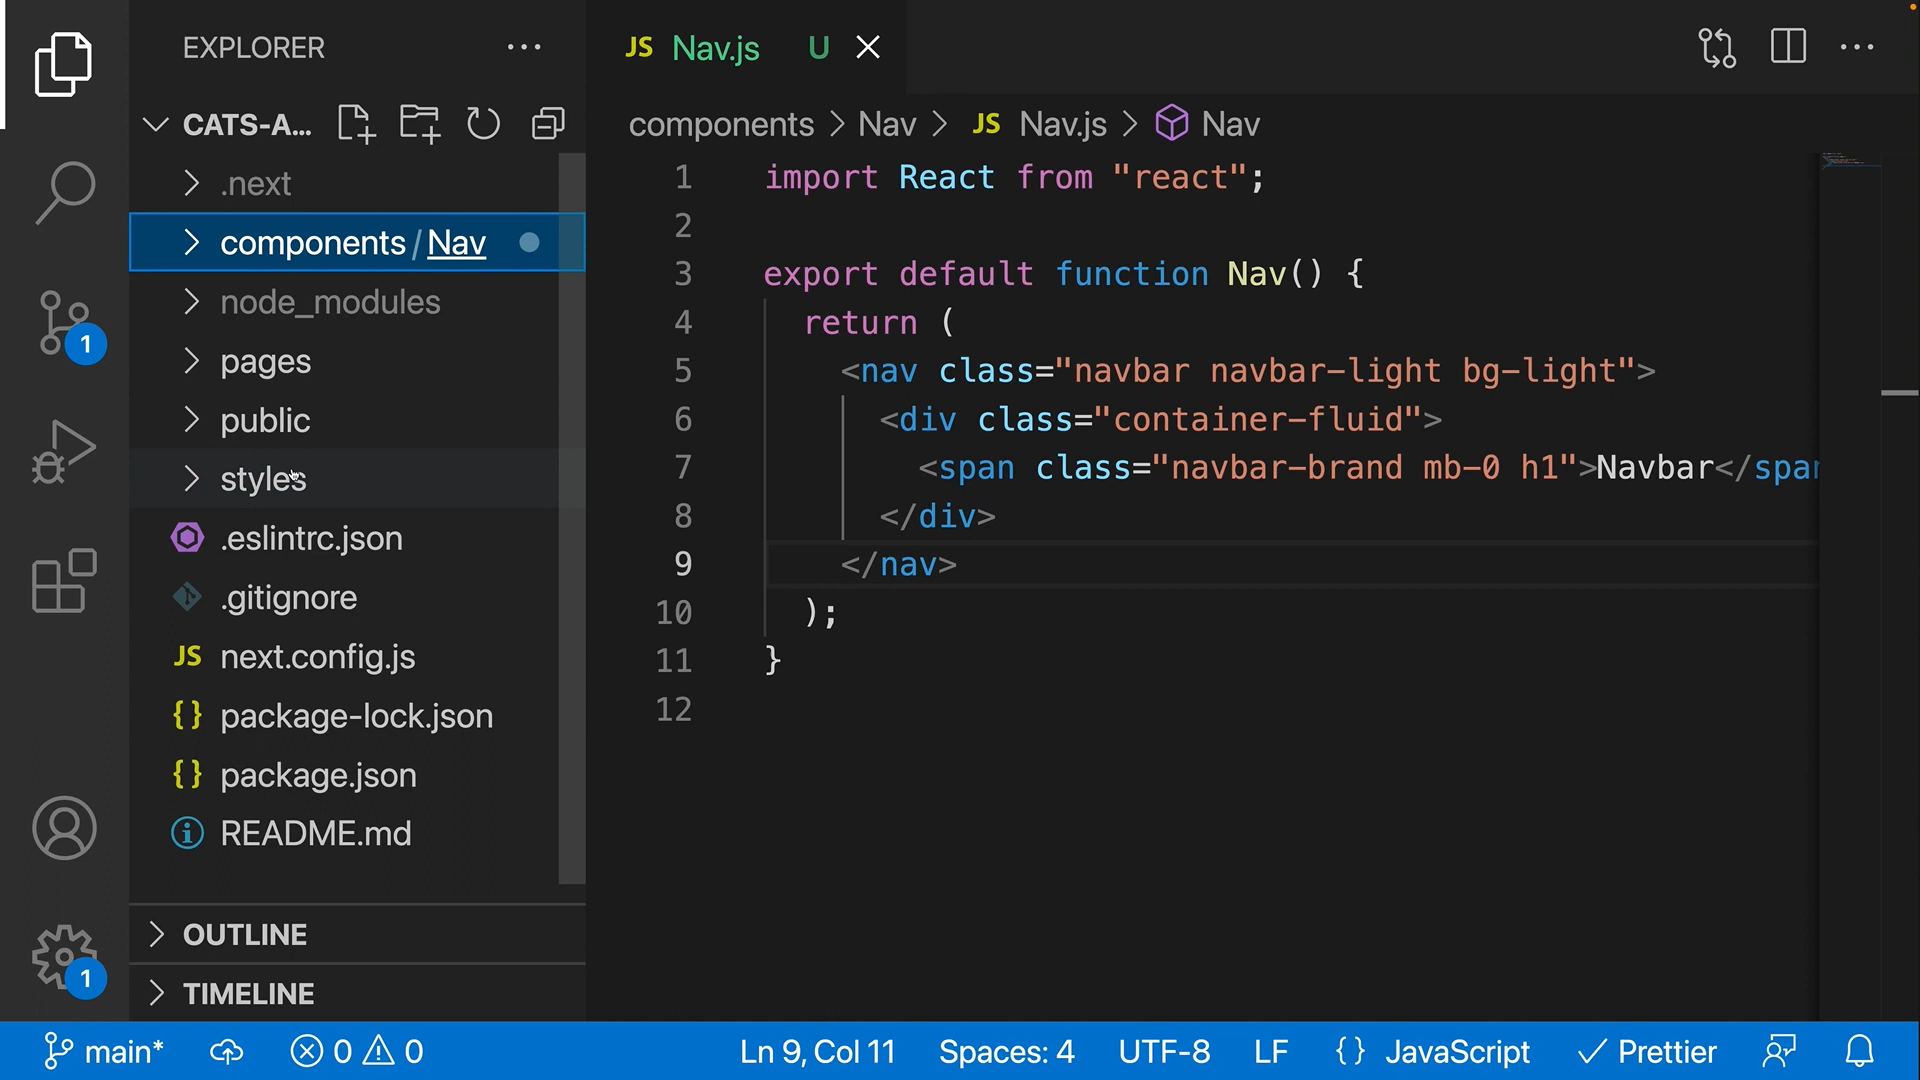 EXPLORER
CATS-A...
.next
components / Nav
node_modules
pages
public
styles
.eslintrc.json
.gitignore
JS next.config.js
{} package-lock.json
{} package.json
README.md
OUTLINE
TIMELINE
1
1
JS Nav.js U
components > Nav > JS Nav.js > Nav
1 import React from "react";
2
3 export default function Nav() {
4 return (
5 <nav class="navbar navbar-light bg-light">
6 <div class="container-fluid">
7 <span class="navbar-brand mb-0 h1">Navbar</span
8 </div>
9 </nav>
10 );
11 }
12
main* 0 0 Ln 9, Col 11 Spaces: 4 UTF-8 LF {} JavaScript Prettier